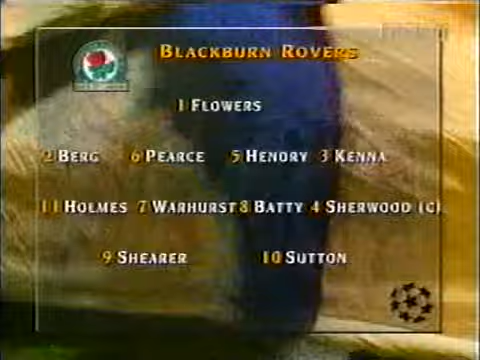 BLACKBURN ROVERS
1 FLOWERS
2 BERG 6 PEARCE 5 HENDRY 3 KENNA
11 HOLMES 7 WARHURST 8 BATTY 4 SHERWOOD (C)
9 SHEARER 10 SUTTON